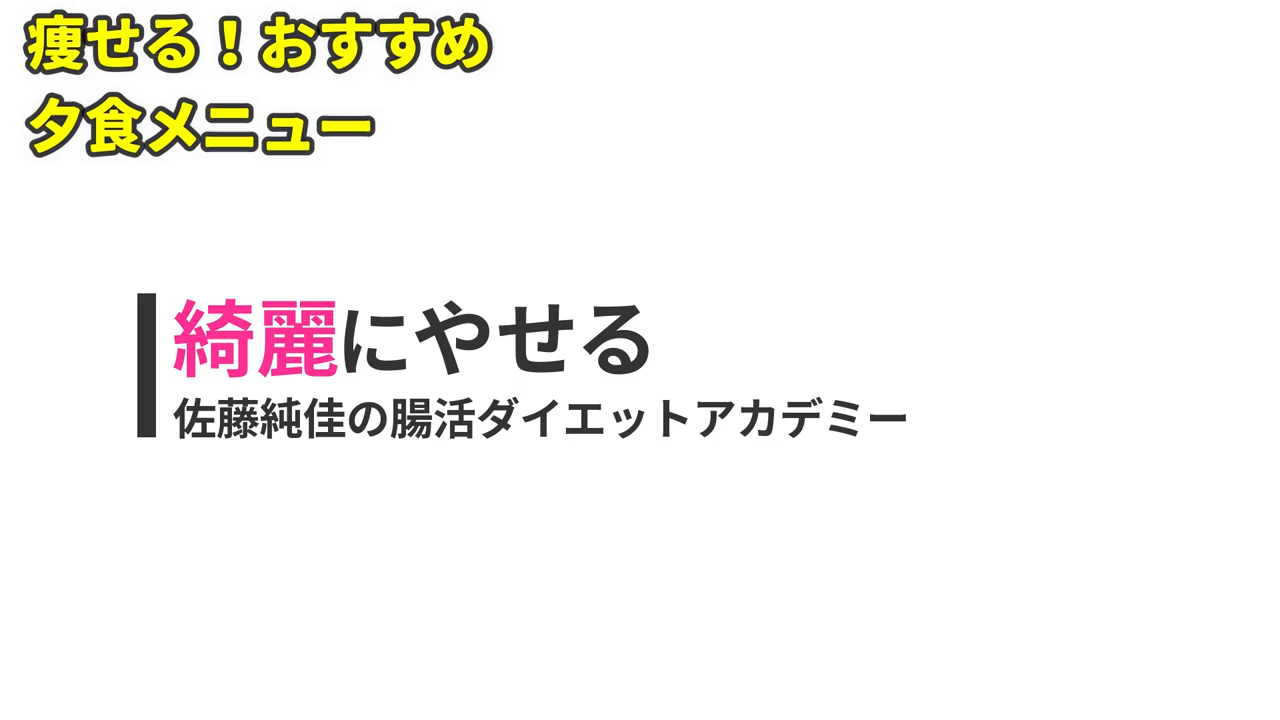 痩せる！おすすめ
夕食メニュー
綺麗にやせる
佐藤純佳の腸活ダイエットアカデミー